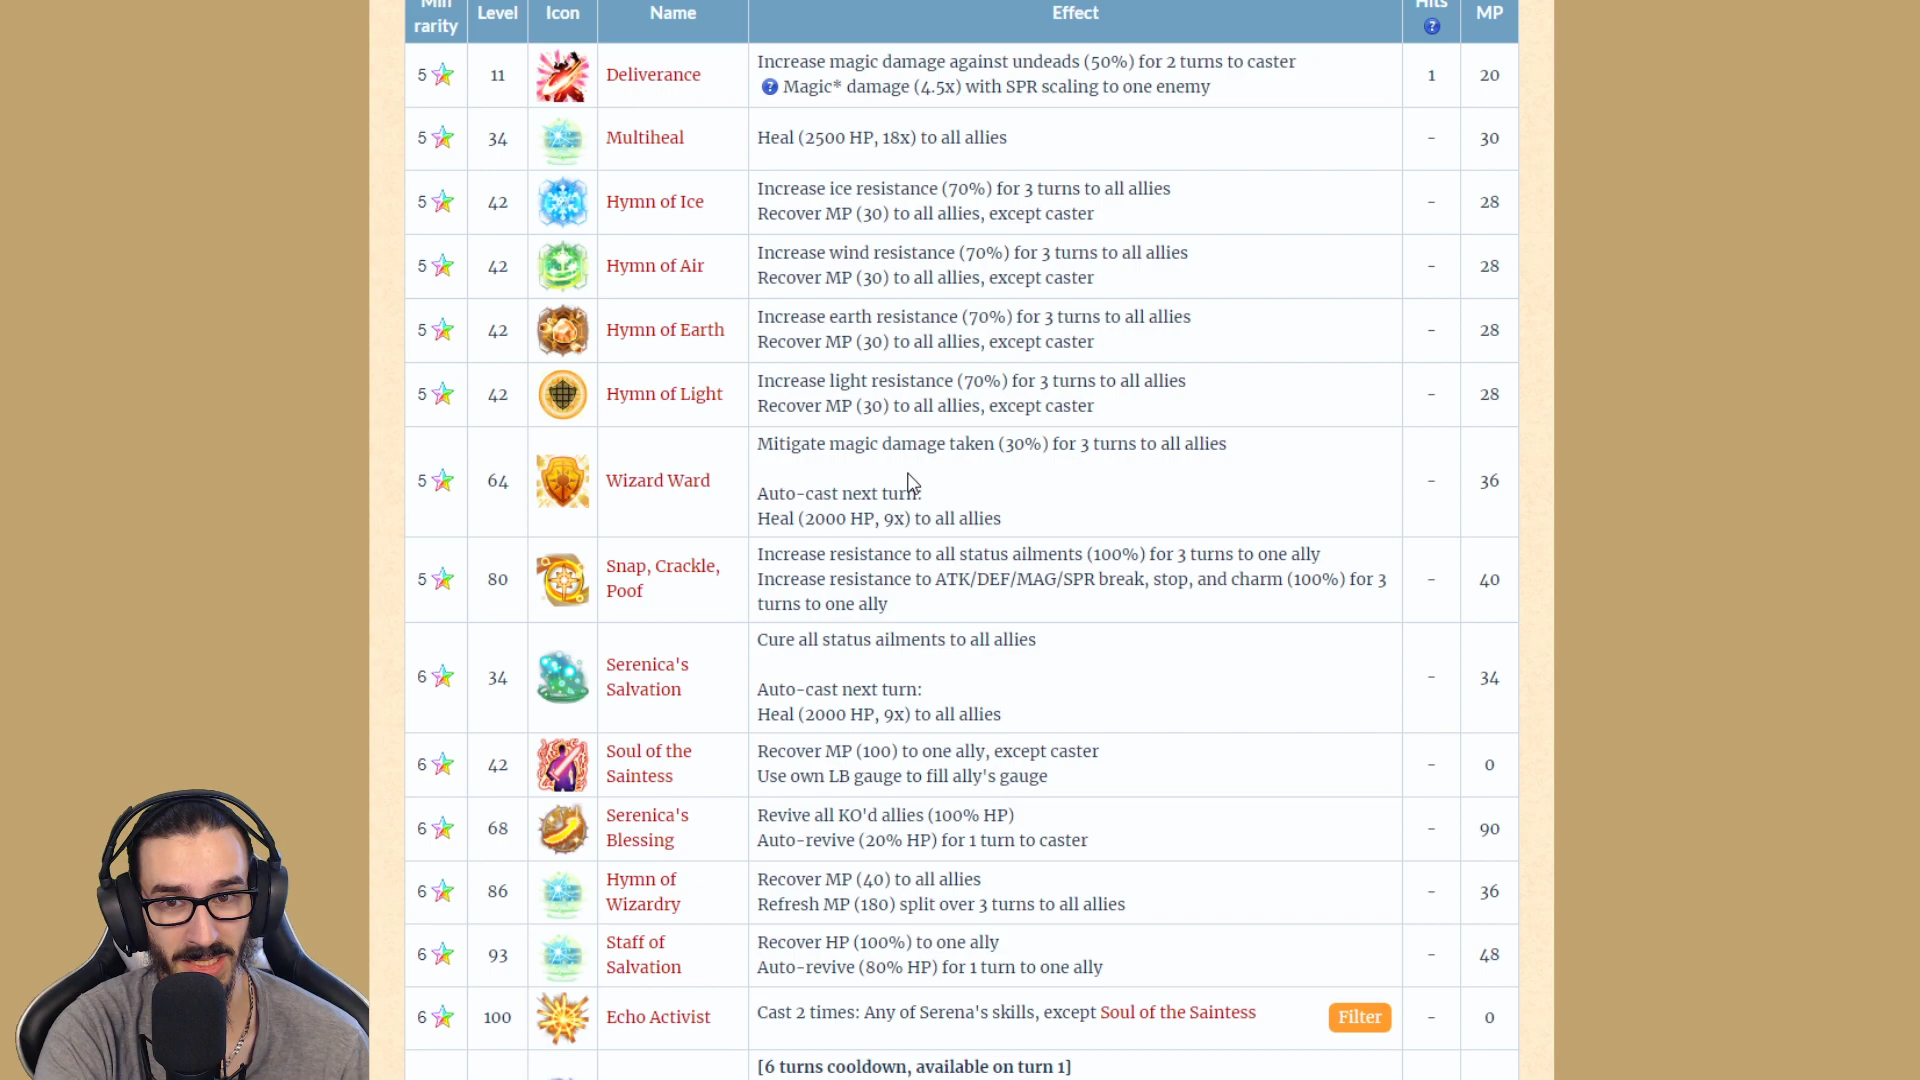 Min rarity Level Icon Name Effect Hits ? MP
5 11 Deliverance Increase magic damage against undeads (50%) for 2 turns to caster
? Magic* damage (4.5x) with SPR scaling to one enemy 1 20
5 34 Multiheal Heal (2500 HP, 18x) to all allies - 30
5 42 Hymn of Ice Increase ice resistance (70%) for 3 turns to all allies
Recover MP (30) to all allies, except caster - 28
5 42 Hymn of Air Increase wind resistance (70%) for 3 turns to all allies
Recover MP (30) to all allies, except caster - 28
5 42 Hymn of Earth Increase earth resistance (70%) for 3 turns to all allies
Recover MP (30) to all allies, except caster - 28
5 42 Hymn of Light Increase light resistance (70%) for 3 turns to all allies
Recover MP (30) to all allies, except caster - 28
5 64 Wizard Ward Mitigate magic damage taken (30%) for 3 turns to all allies
Auto-cast next turn:
Heal (2000 HP, 9x) to all allies - 36
5 80 Snap, Crackle, Poof Increase resistance to all status ailments (100%) for 3 turns to one ally
Increase resistance to ATK/DEF/MAG/SPR break, stop, and charm (100%) for 3
turns to one ally - 40
6 34 Serenica's Salvation Cure all status ailments to all allies
Auto-cast next turn:
Heal (2000 HP, 9x) to all allies - 34
6 42 Soul of the Saintess Recover MP (100) to one ally, except caster
Use own LB gauge to fill ally's gauge - 0
6 68 Serenica's Blessing Revive all KO'd allies (100% HP)
Auto-revive (20% HP) for 1 turn to caster - 90
6 86 Hymn of Wizardry Recover MP (40) to all allies
Refresh MP (180) split over 3 turns to all allies - 36
6 93 Staff of Salvation Recover HP (100%) to one ally
Auto-revive (80% HP) for 1 turn to one ally - 48
6 100 Echo Activist Cast 2 times: Any of Serena's skills, except Soul of the Saintess Filter - 0
[6 turns cooldown, available on turn 1]